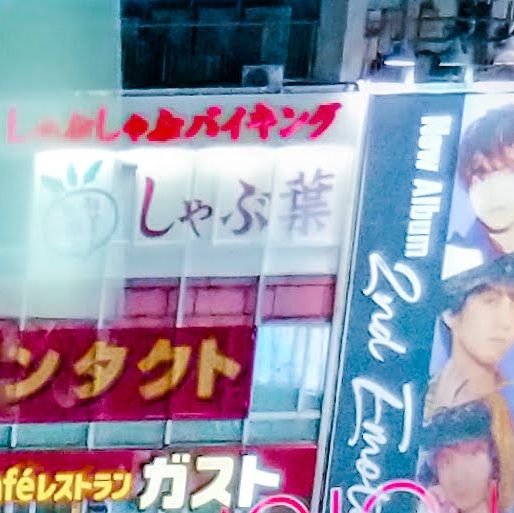 しゃぶしゃぶバイキング
しゃぶ葉
ンタクト
caféレストラン ガスト
New Album
2nd Emoti